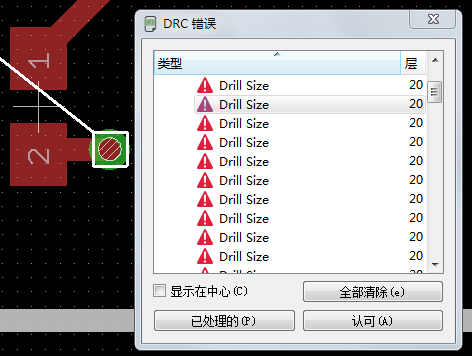 DRC 错误
类型 层
Drill Size 20
Drill Size 20
Drill Size 20
Drill Size 20
Drill Size 20
Drill Size 20
Drill Size 20
Drill Size 20
Drill Size 20
Drill Size 20
Drill Size 20
显示在中心(C)
全部清除(e)
已处理的(P)
认可(A)
1
2